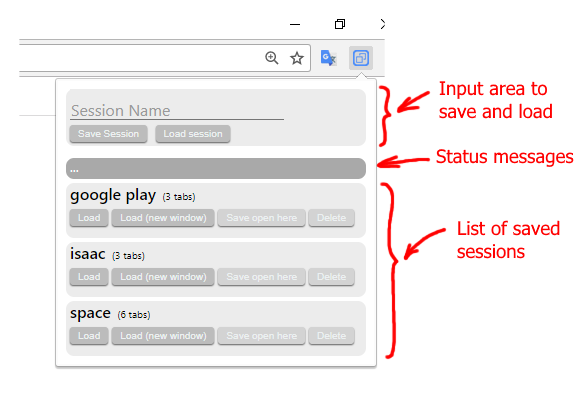 Session Name
Save Session Load session
...
google play (3 tabs)
Load Load (new window) Save open here Delete
isaac (3 tabs)
Load Load (new window) Save open here Delete
space (6 tabs)
Load Load (new window) Save open here Delete
Input area to
save and load
Status messages
List of saved
sessions